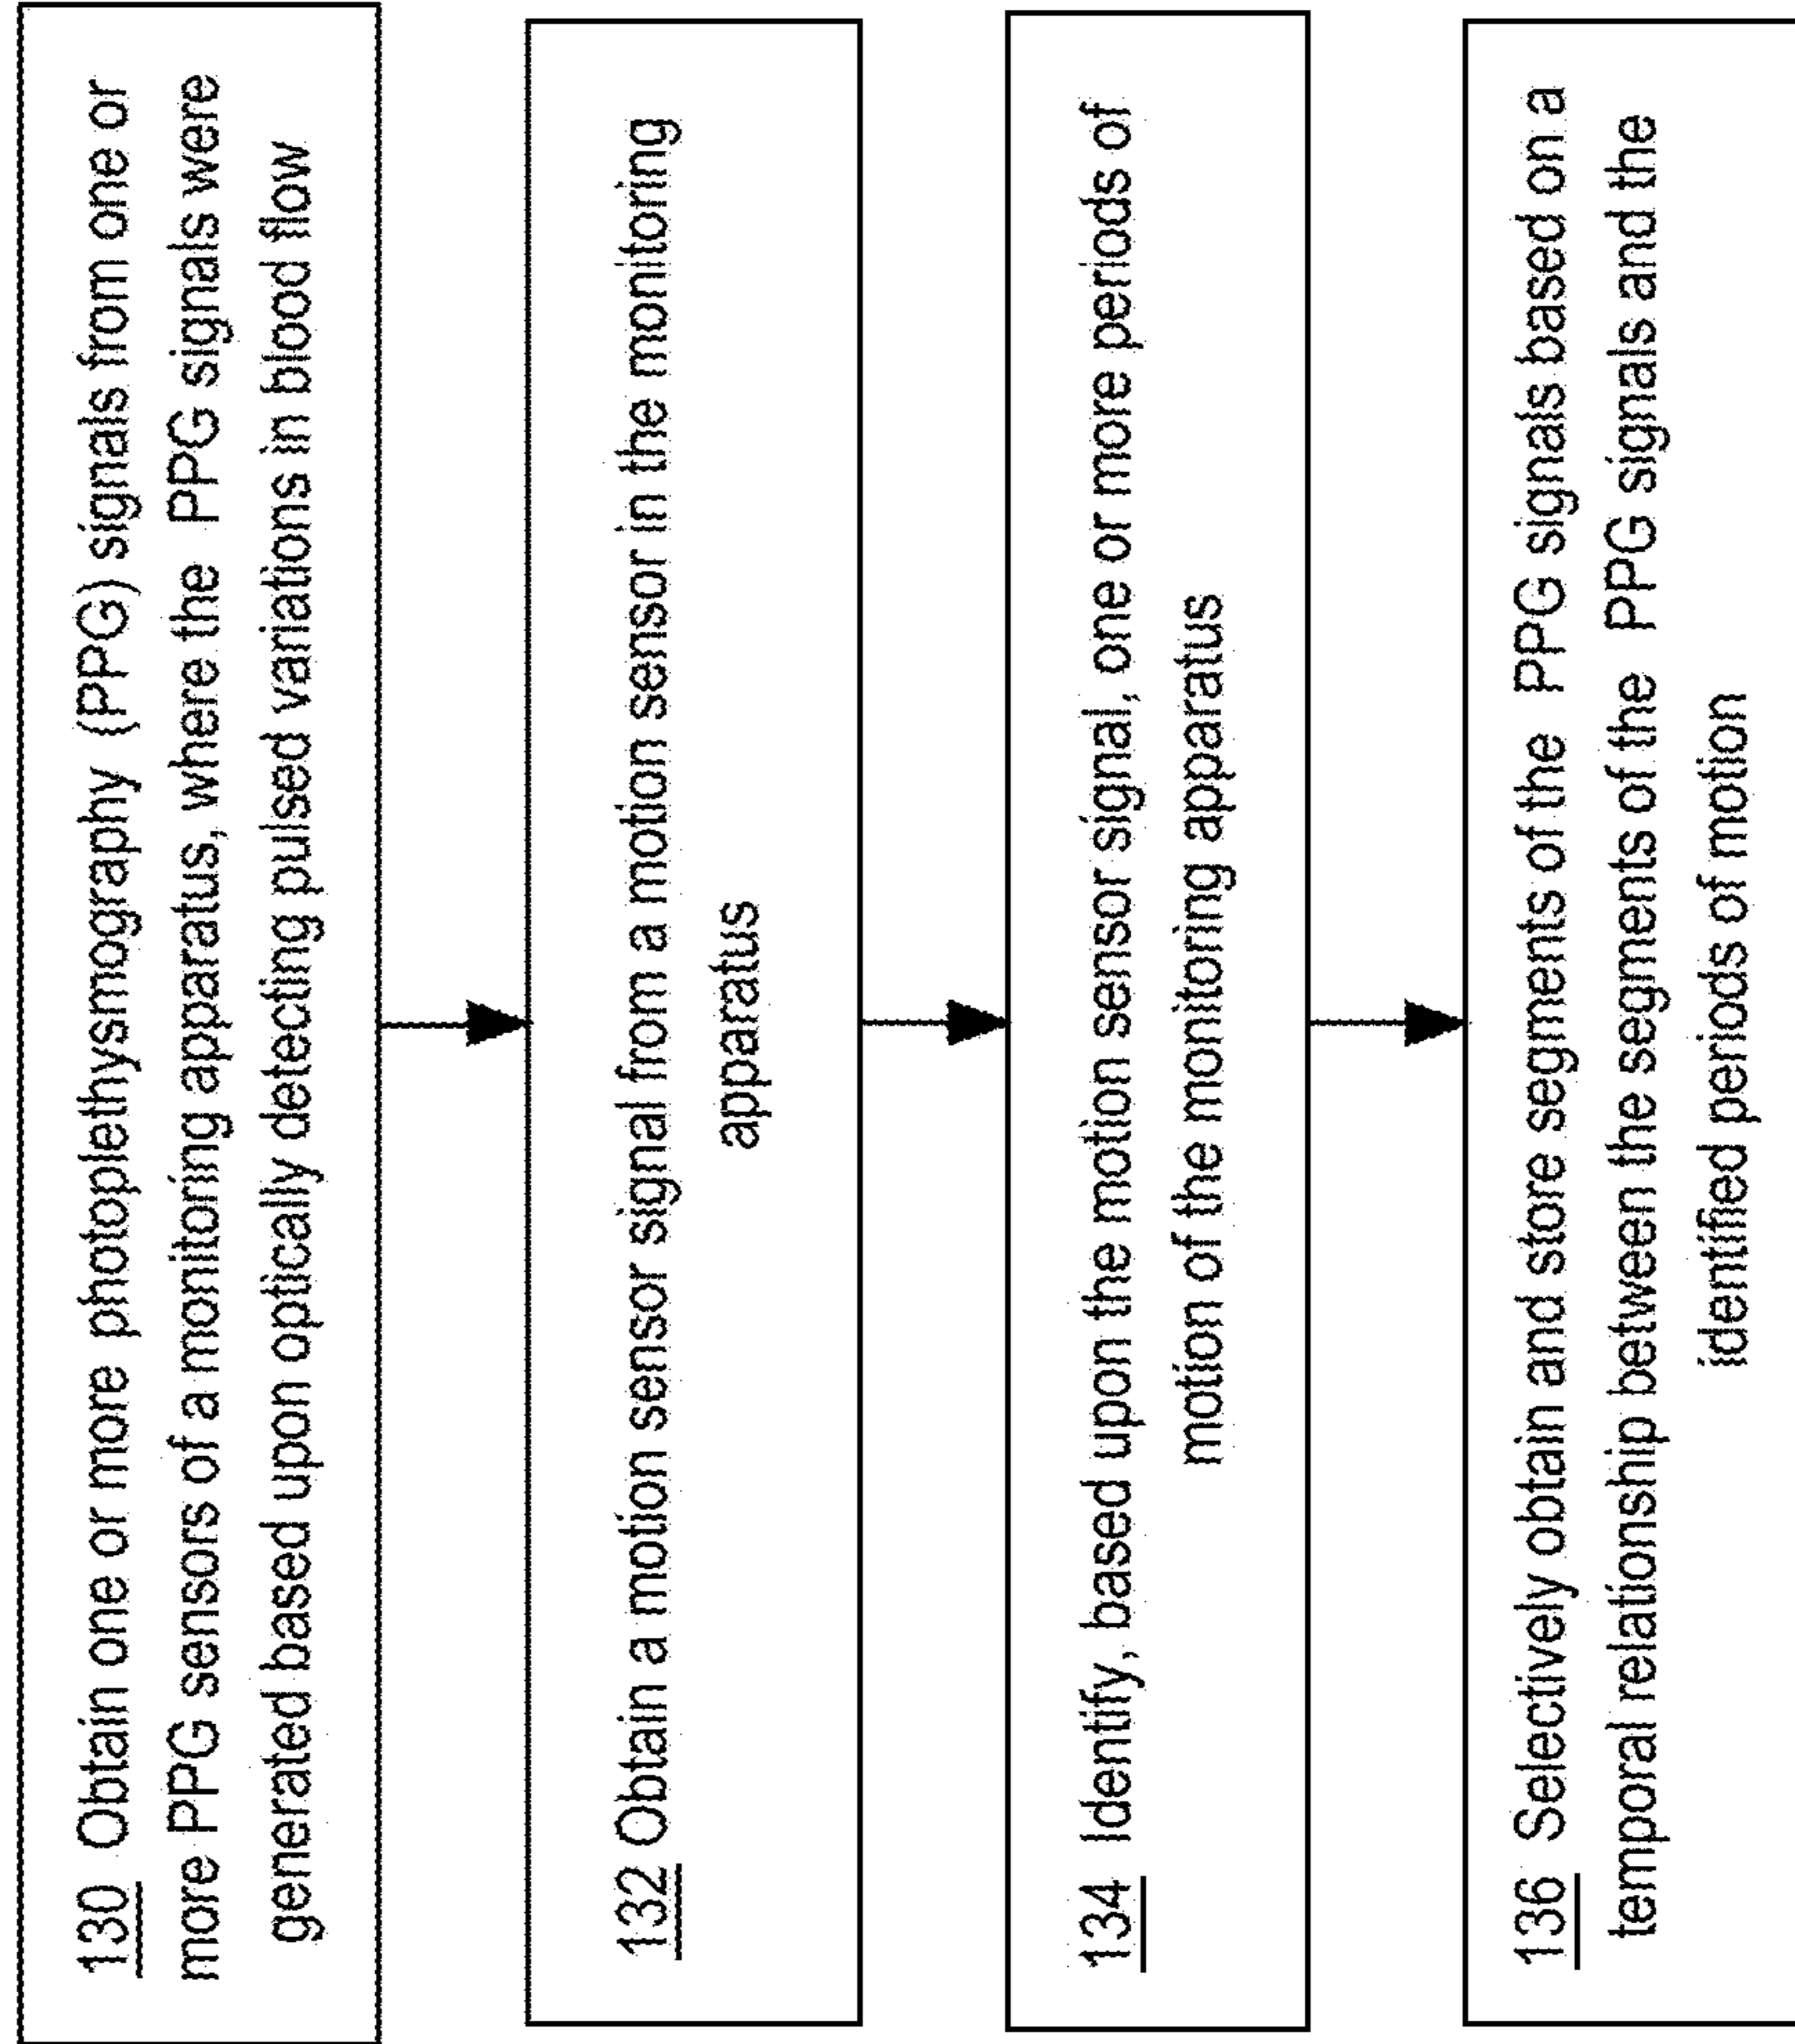 130 Obtain one or more photoplethysmography (PPG) signals from one or
more PPG sensors of a monitoring apparatus, where the PPG signals were
generated based upon optically detecting pulsed variations in blood flow
132 Obtain a motion sensor signal from a motion sensor in the monitoring
apparatus
134 Identify, based upon the motion sensor signal, one or more periods of
motion of the monitoring apparatus
136 Selectively obtain and store segments of the PPG signals based on a
temporal relationship between the segments of the PPG signals and the
identified periods of motion